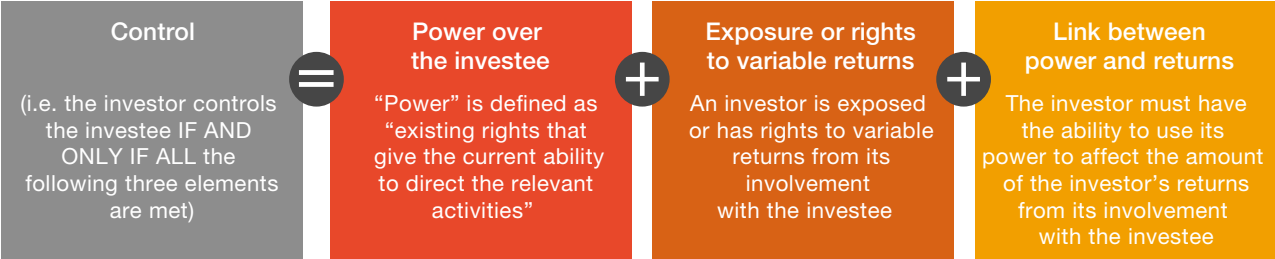 Control
(i.e. the investor controls
the investee IF AND
ONLY IF ALL the
following three elements
are met)
=
Power over
the investee
“Power” is defined as
“existing rights that
give the current ability
to direct the relevant
activities”
+
Exposure or rights
to variable returns
An investor is exposed
or has rights to variable
returns from its
involvement
with the investee
+
Link between
power and returns
The investor must have
the ability to use its
power to affect the amount
of the investor’s returns
from its involvement
with the investee